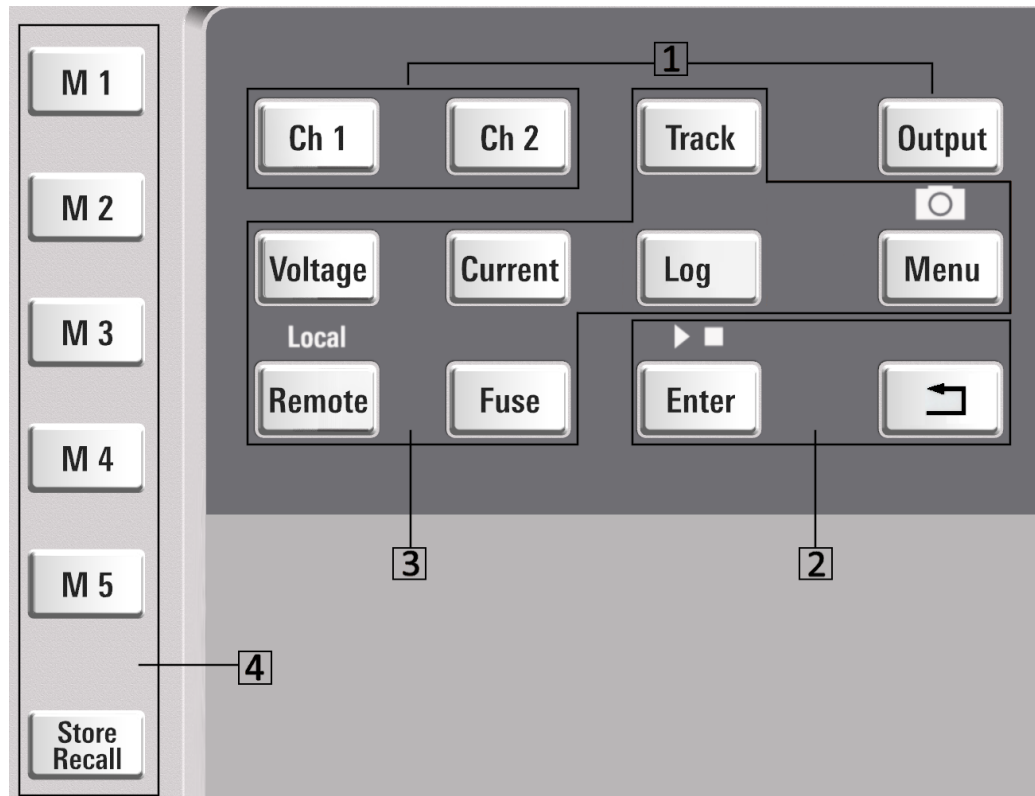 M 1
M 2
M 3
M 4
M 5
Store
Recall
4
1
Ch 1
Ch 2
Track
Output
Voltage
Current
Log
Menu
Local
Remote
Fuse
Enter
3
2